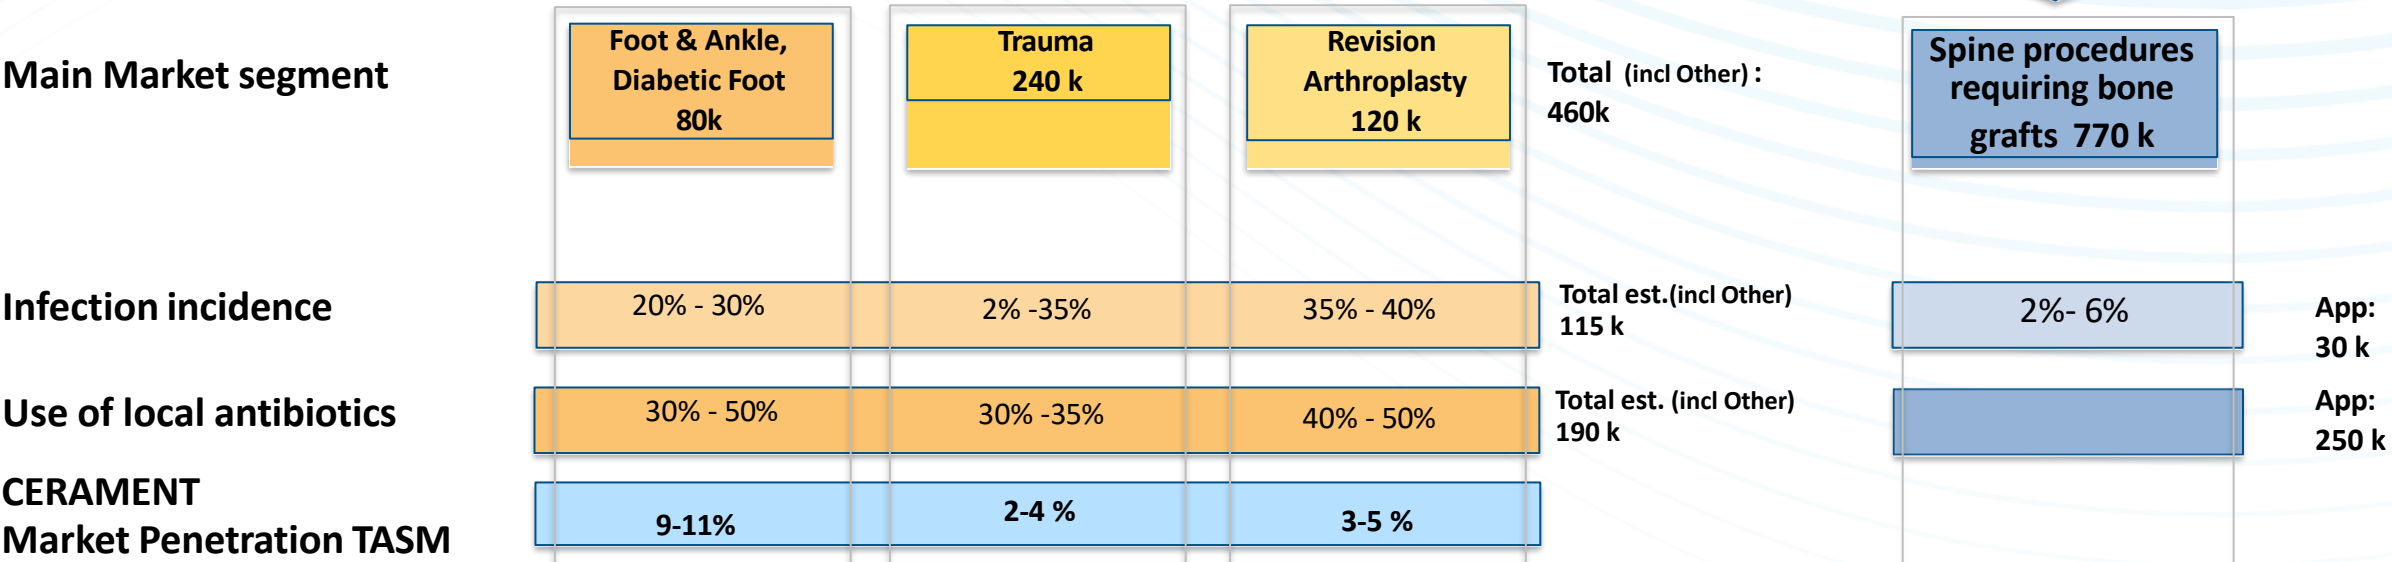 Main Market segment
Foot & Ankle,
Diabetic Foot
80k
Trauma
240 k
Revision
Arthroplasty
120 k
Total (incl Other) :
460k
Spine procedures
requiring bone
grafts 770 k
Infection incidence
20% - 30%
2% -35%
35% - 40%
Total est.(incl Other)
115 k
2%- 6%
App:
30 k
Use of local antibiotics
30% - 50%
30% -35%
40% - 50%
Total est. (incl Other)
190 k
App:
250 k
CERAMENT
Market Penetration TASM
9-11%
2-4 %
3-5 %